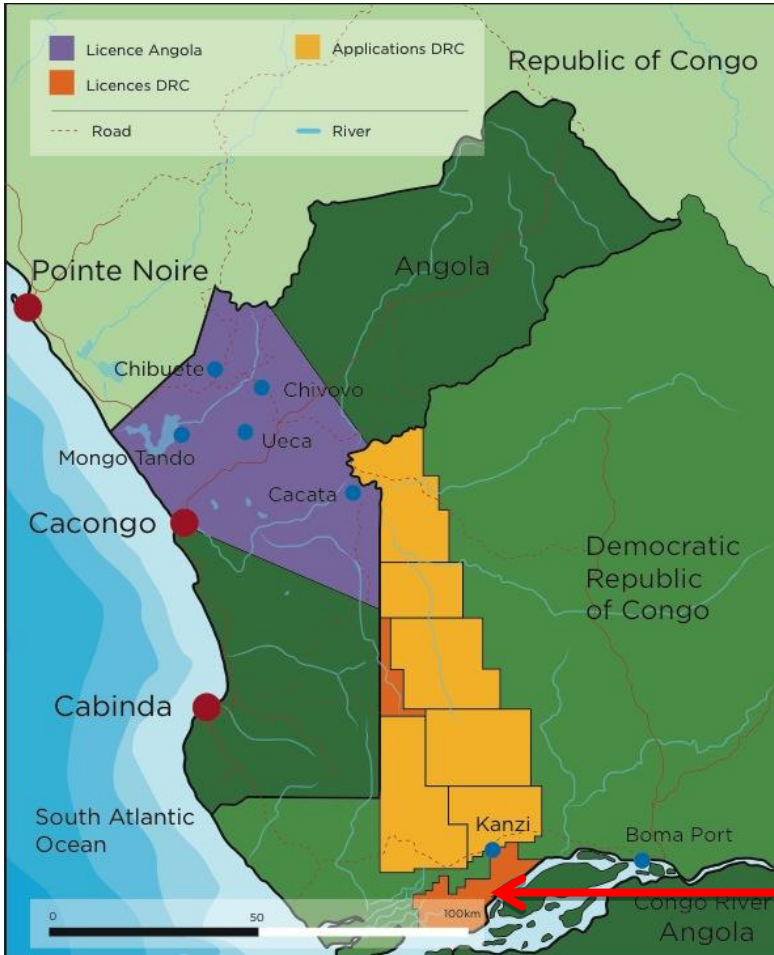 Licence Angola
Applications DRC
Licences DRC
Road
River
Republic of Congo
Angola
Pointe Noire
Chibuete
Chivovo
Mongo Tando
Ueca
Cacata
Cacongo
Democratic
Republic
of Congo
Cabinda
South Atlantic
Ocean
Kanzi
Boma Port
0
50
100km
Congo River
Angola